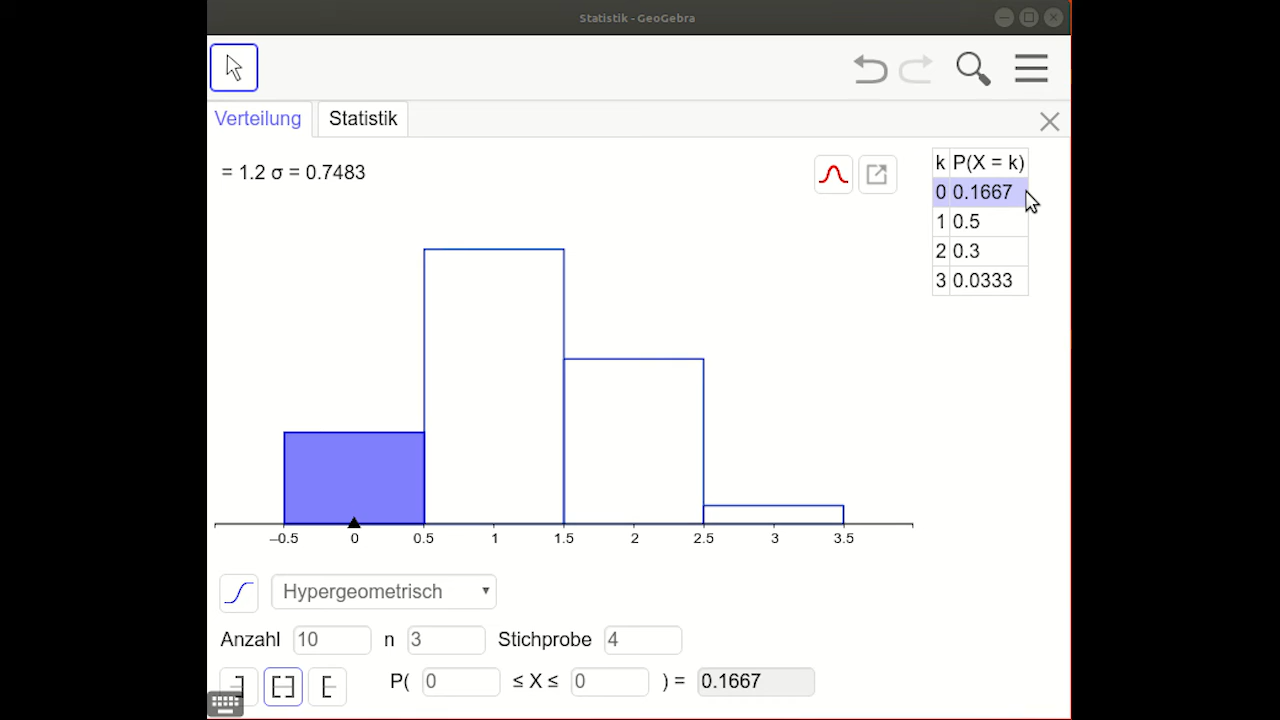 Statistik - GeoGebra
Verteilung Statistik
= 1.2 σ = 0.7483
k P(X = k)
0 0.1667
1 0.5
2 0.3
3 0.0333
–0.5 0 0.5 1 1.5 2 2.5 3 3.5
Hypergeometrisch
Anzahl 10 n 3 Stichprobe 4
P( 0 ≤ X ≤ 0 ) = 0.1667